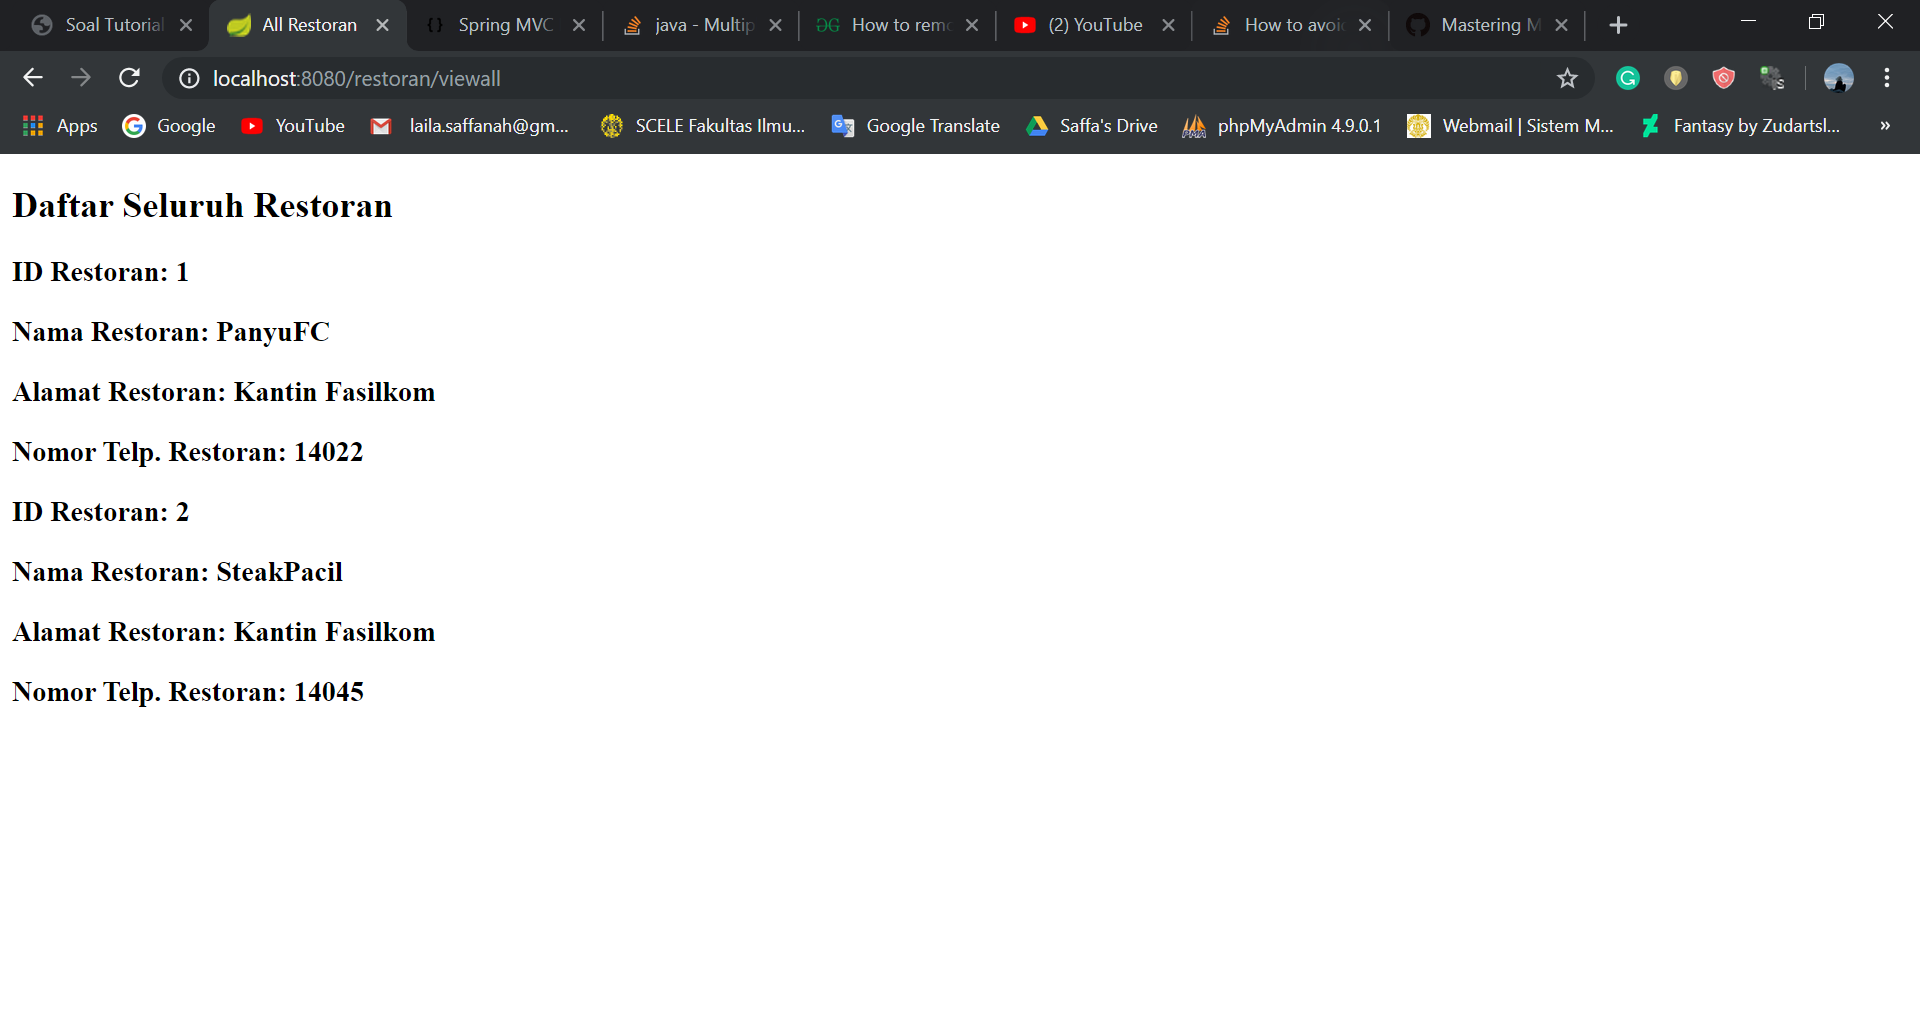 Soal Tutorial
All Restoran
Spring MVC
java - Multip
How to remo
(2) YouTube
How to avoi
Mastering M
localhost:8080/restoran/viewall
Apps
Google
YouTube
laila.saffanah@gm...
SCELE Fakultas Ilmu...
Google Translate
Saffa's Drive
phpMyAdmin 4.9.0.1
Webmail | Sistem M...
Fantasy by Zudartsl...
»
Daftar Seluruh Restoran
ID Restoran: 1
Nama Restoran: PanyuFC
Alamat Restoran: Kantin Fasilkom
Nomor Telp. Restoran: 14022
ID Restoran: 2
Nama Restoran: SteakPacil
Alamat Restoran: Kantin Fasilkom
Nomor Telp. Restoran: 14045